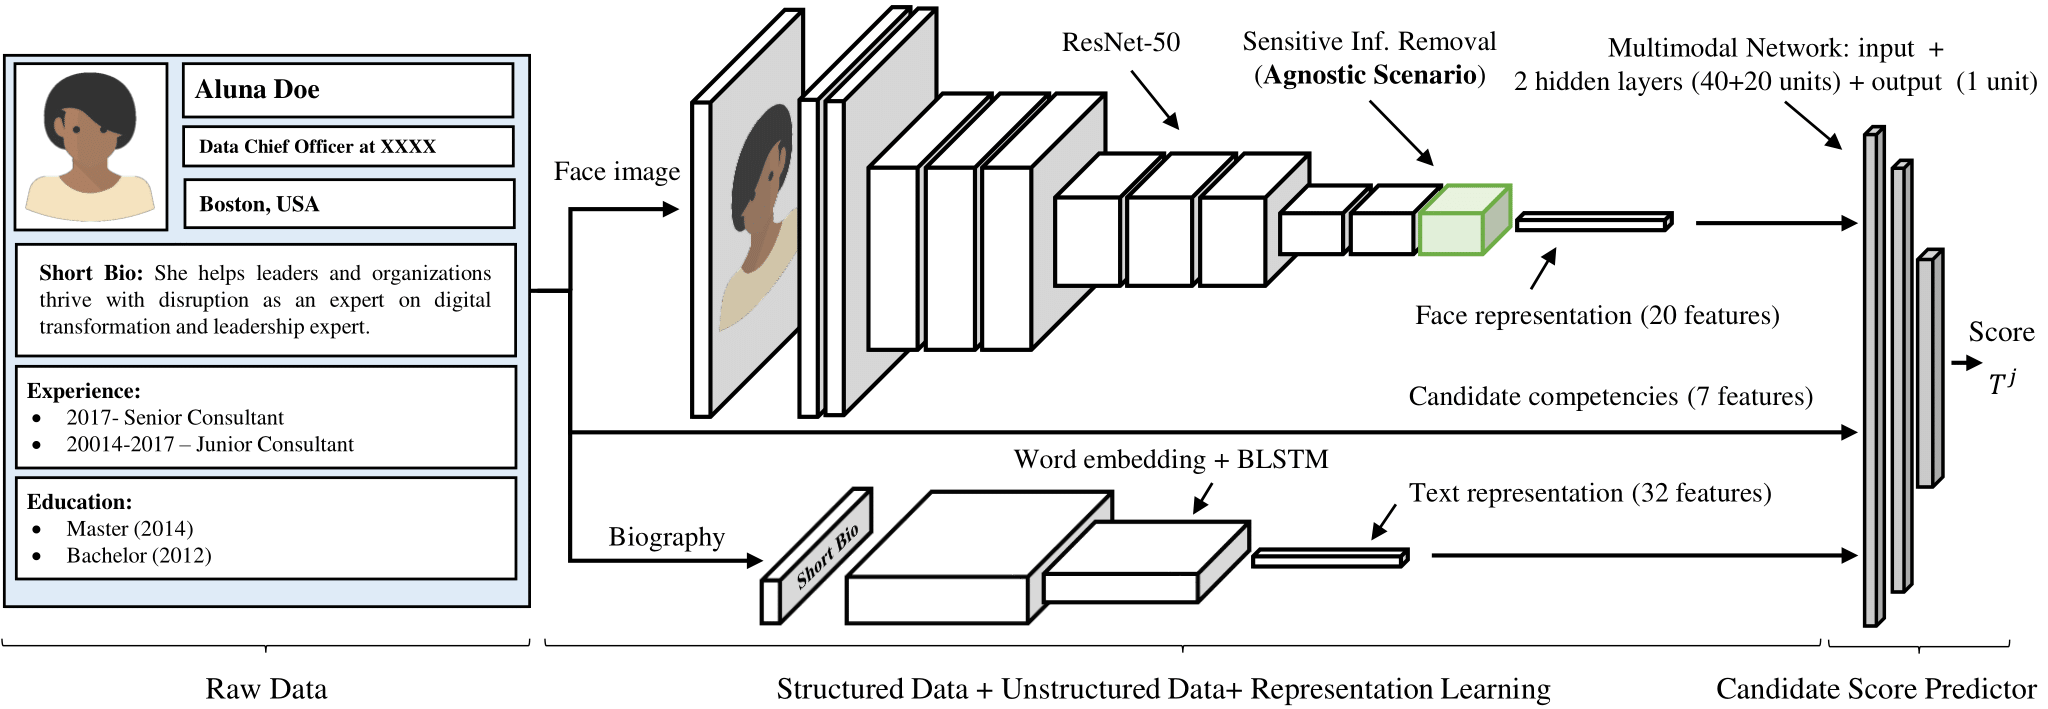 Aluna Doe
Data Chief Officer at XXXX
Boston, USA
Short Bio: She helps leaders and organizations
thrive with disruption as an expert on digital
transformation and leadership expert.
Experience:
• 2017- Senior Consultant
• 20014-2017 – Junior Consultant
Education:
• Master (2014)
• Bachelor (2012)
Raw Data
Face image
ResNet-50
Sensitive Inf. Removal
(Agnostic Scenario)
Multimodal Network: input +
2 hidden layers (40+20 units) + output (1 unit)
Face representation (20 features)
Candidate competencies (7 features)
Word embedding + BLSTM
Text representation (32 features)
Biography
Short Bio
Score
T^j
Structured Data + Unstructured Data+ Representation Learning
Candidate Score Predictor